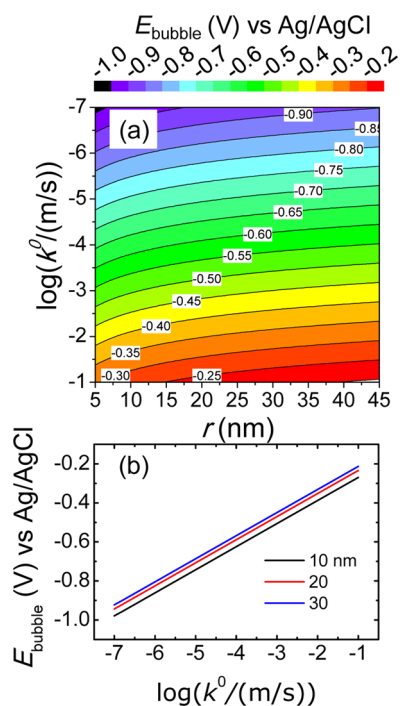 E_bubble (V) vs Ag/AgCl
-1.0 -0.9 -0.8 -0.7 -0.6 -0.5 -0.4 -0.3 -0.2
(a)
-7
-6
-5
-4
-3
-2
-1
log(k⁰/(m/s))
-0.90
-0.85
-0.80
-0.75
-0.70
-0.65
-0.60
-0.55
-0.50
-0.45
-0.40
-0.35
-0.30
-0.25
5 10 15 20 25 30 35 40 45
r (nm)
(b)
E_bubble (V) vs Ag/AgCl
-0.2
-0.4
-0.6
-0.8
-1.0
10 nm
20
30
-7 -6 -5 -4 -3 -2 -1
log(k⁰/(m/s))